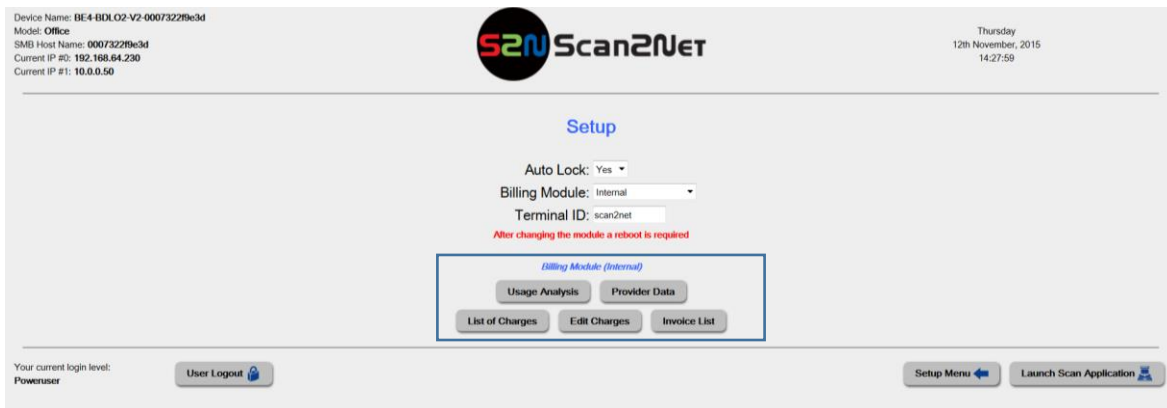 Device Name: BE4-BDLO2-V2-0007322f9e3d
Model: Office
SMB Host Name: 0007322f9e3d
Current IP #0: 192.168.64.230
Current IP #1: 10.0.0.50
S2N Scan2Net
Thursday
12th November, 2015
14:27:59
Setup
Auto Lock: Yes
Billing Module: Internal
Terminal ID: scan2net
After changing the module a reboot is required
Billing Module (Internal)
Usage Analysis Provider Data
List of Charges Edit Charges Invoice List
Your current login level:
Poweruser
User Logout
Setup Menu
Launch Scan Application